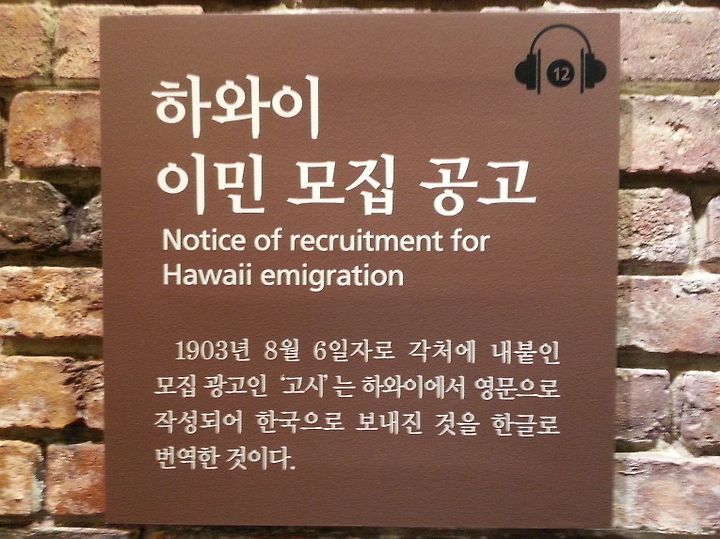 12
하와이
이민 모집 공고
Notice of recruitment for
Hawaii emigration
1903년 8월 6일자로 각처에 내붙인
모집 광고인 ‘고시’는 하와이에서 영문으로
작성되어 한국으로 보내진 것을 한글로
번역한 것이다.